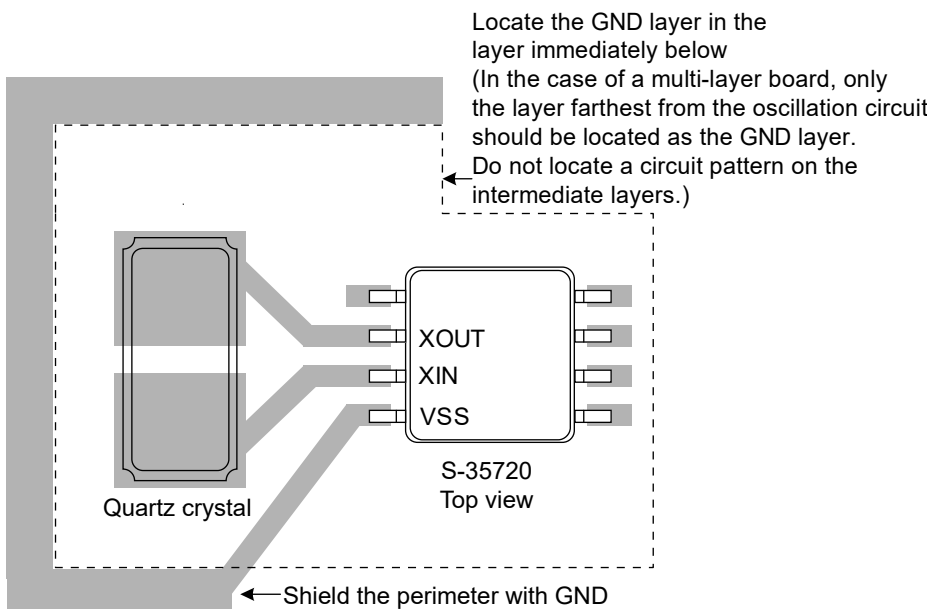 Locate the GND layer in the
layer immediately below
(In the case of a multi-layer board, only
the layer farthest from the oscillation circuit
should be located as the GND layer.
Do not locate a circuit pattern on the
intermediate layers.)
XOUT
XIN
VSS
S-35720
Top view
Quartz crystal
Shield the perimeter with GND